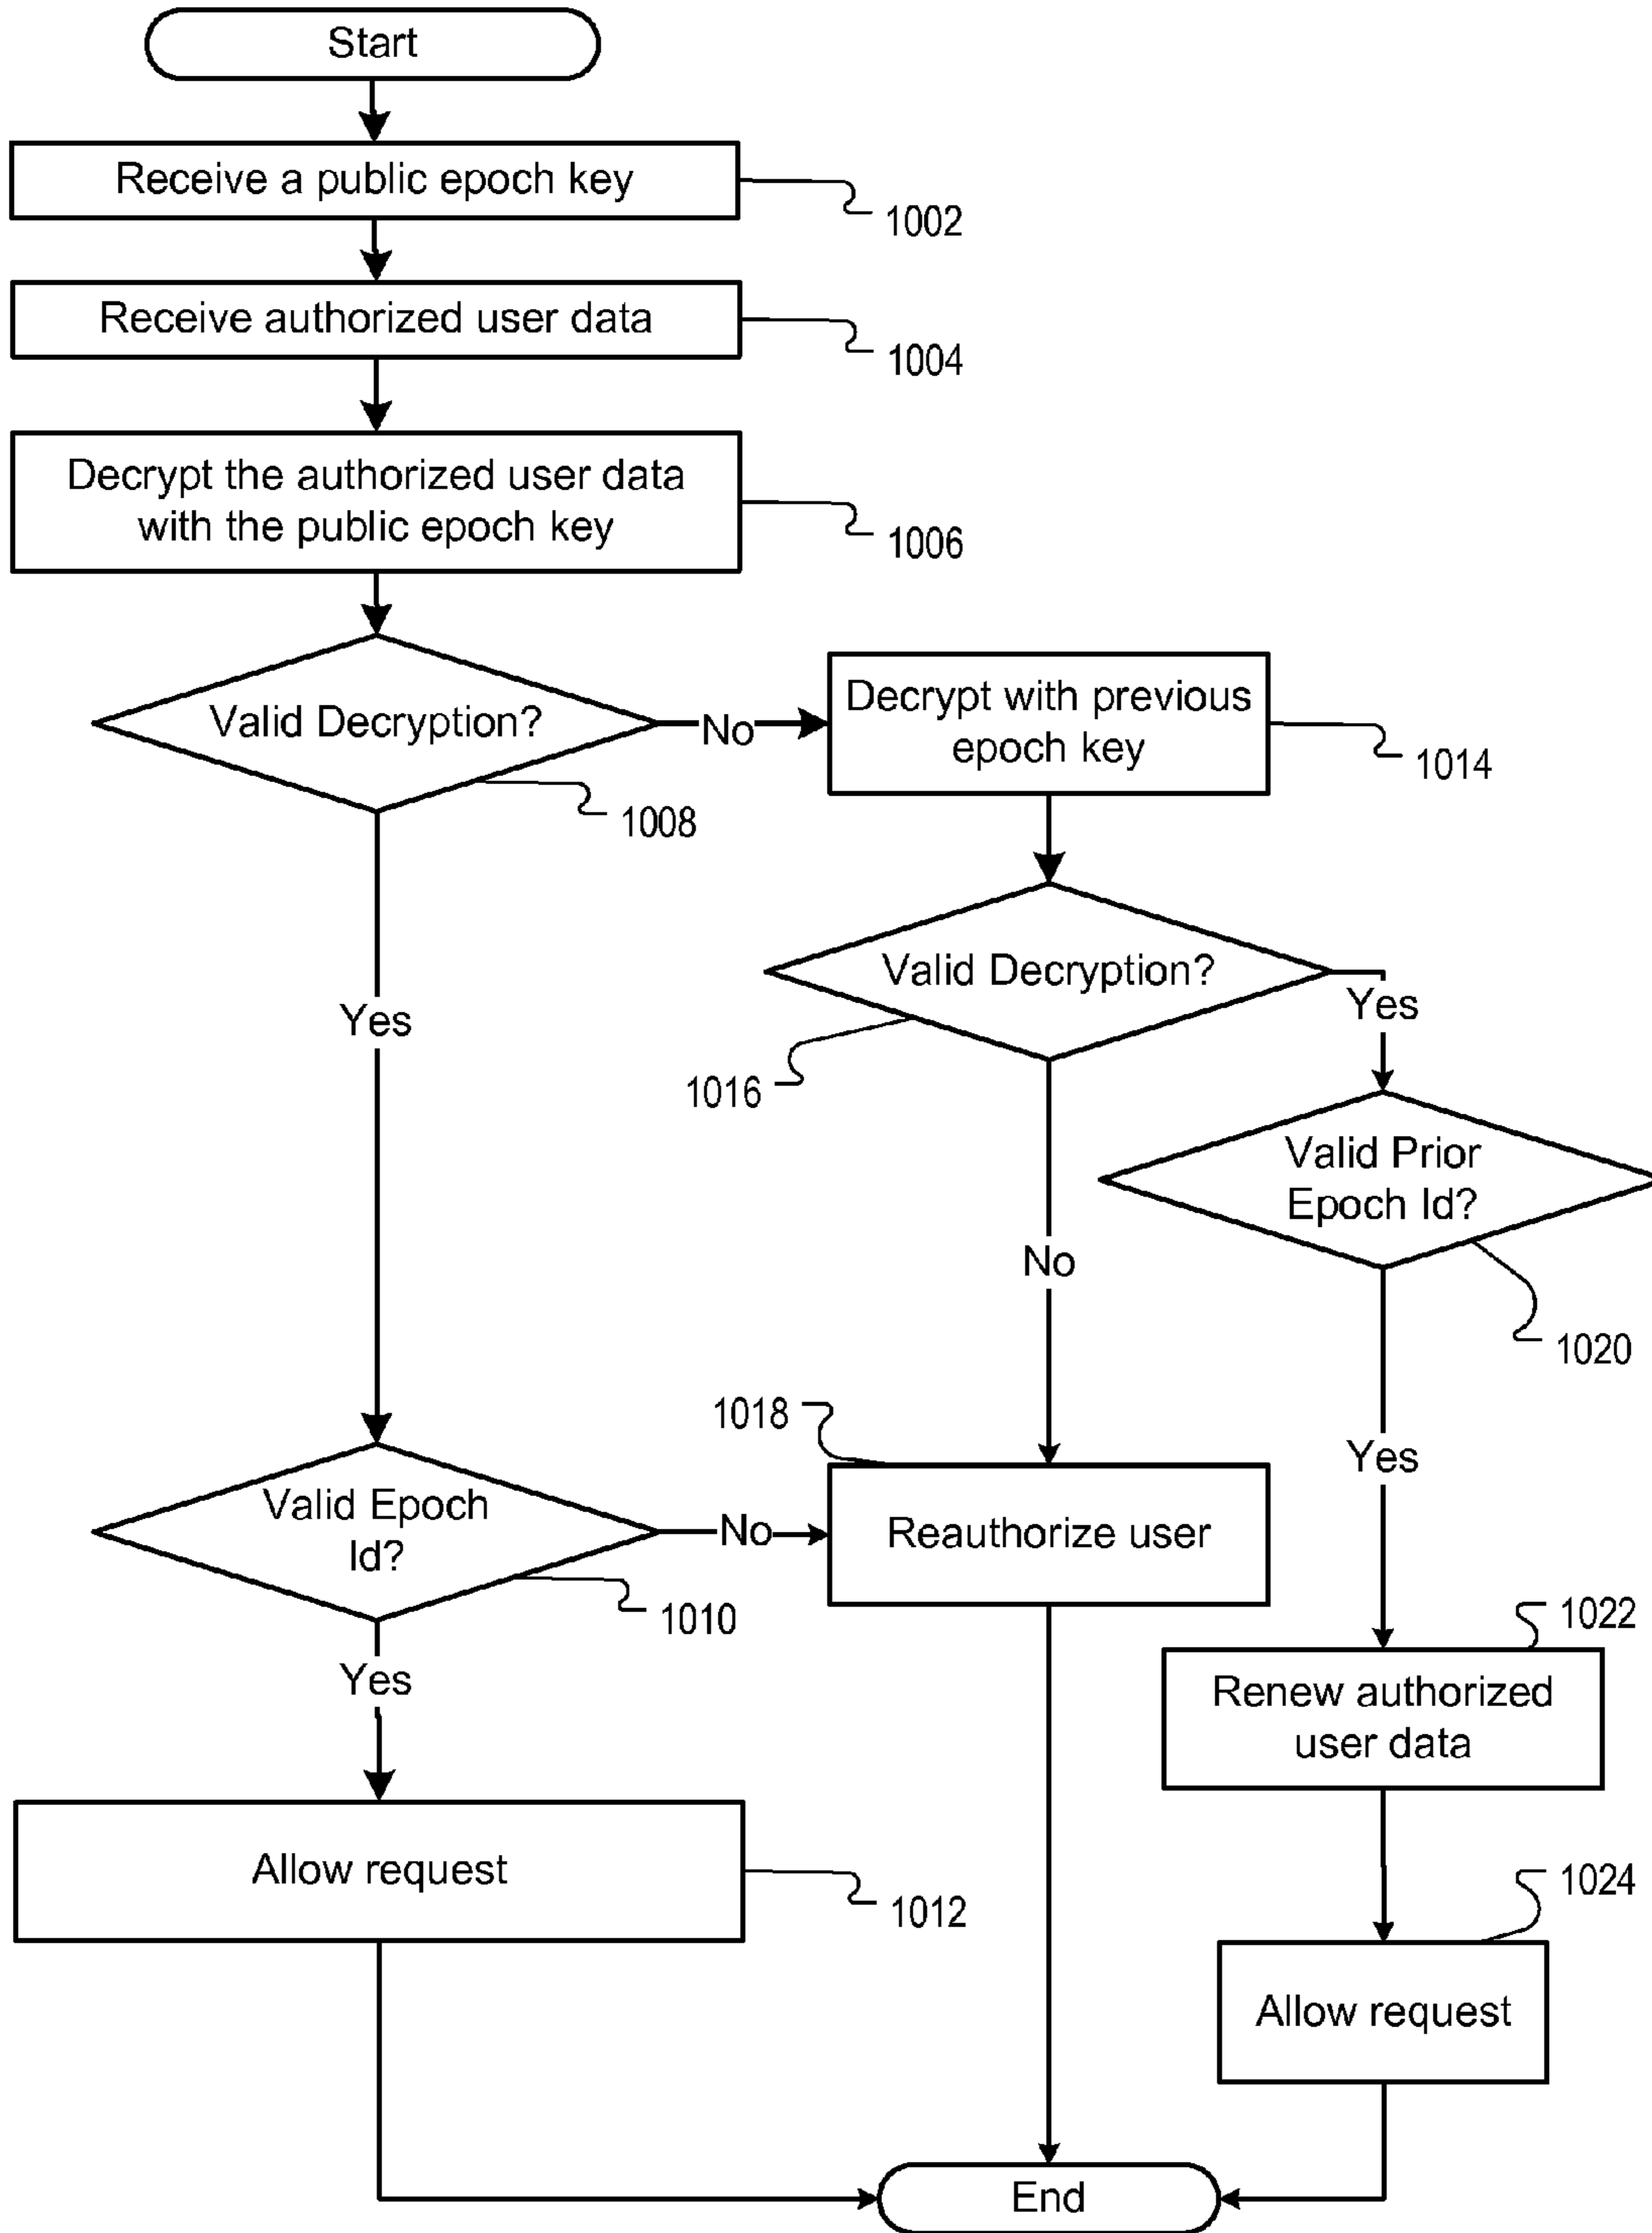 Start
Receive a public epoch key
1002
Receive authorized user data
1004
Decrypt the authorized user data
with the public epoch key
1006
Valid Decryption?
1008
No
Decrypt with previous
epoch key
1014
Yes
Valid Decryption?
1016
Yes
No
Valid Prior
Epoch Id?
1020
Yes
Valid Epoch
Id?
1010
No
1018
Reauthorize user
Yes
1022
Renew authorized
user data
Allow request
1012
1024
Allow request
End